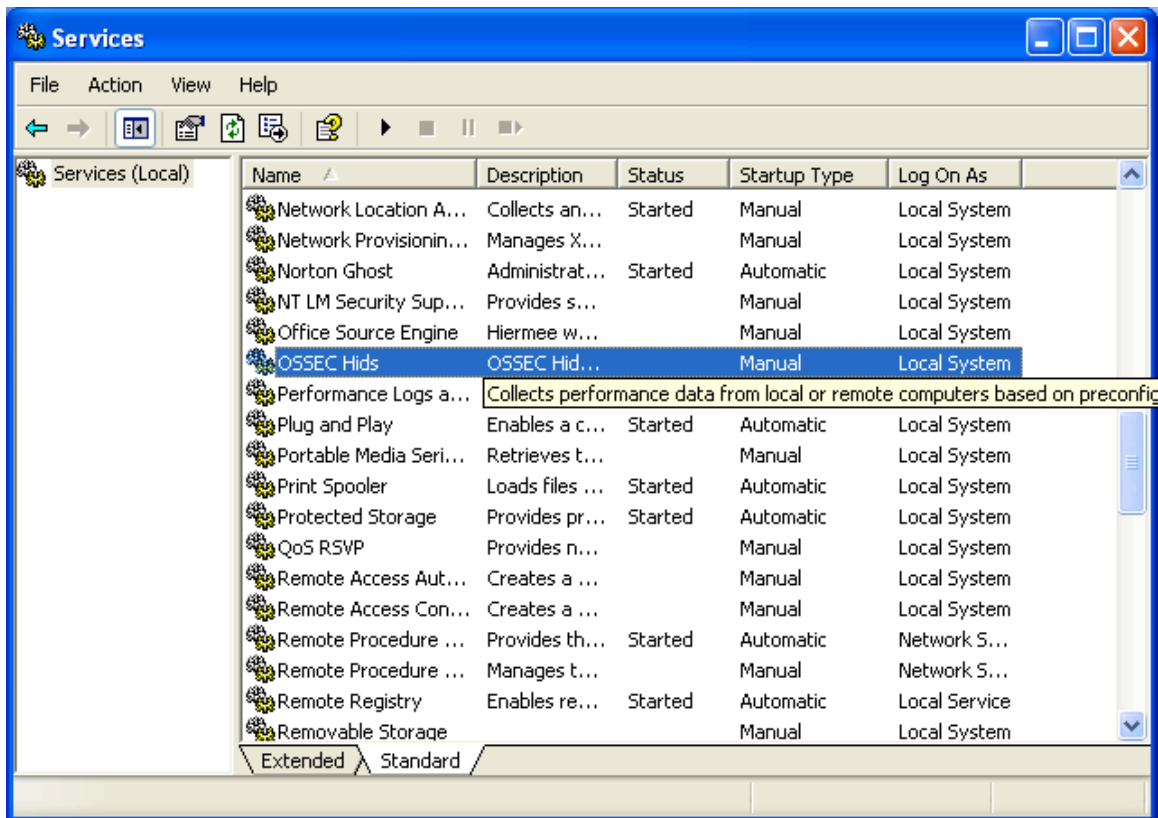 Services
File Action View Help
Services (Local)
Name Description Status Startup Type Log On As
Network Location A... Collects an... Started Manual Local System
Network Provisionin... Manages X... Manual Local System
Norton Ghost Administrat... Started Automatic Local System
NT LM Security Sup... Provides s... Manual Local System
Office Source Engine Hiermee w... Manual Local System
OSSEC Hids OSSEC Hid... Manual Local System
Performance Logs a... Collects performance data from local or remote computers based on preconfig
Plug and Play Enables a c... Started Automatic Local System
Portable Media Seri... Retrieves t... Manual Local System
Print Spooler Loads files ... Started Automatic Local System
Protected Storage Provides pr... Started Automatic Local System
QoS RSVP Provides n... Manual Local System
Remote Access Aut... Creates a ... Manual Local System
Remote Access Con... Creates a ... Manual Local System
Remote Procedure ... Provides th... Started Automatic Network S...
Remote Procedure ... Manages t... Manual Network S...
Remote Registry Enables re... Started Automatic Local Service
Removable Storage Manual Local System
Extended Standard